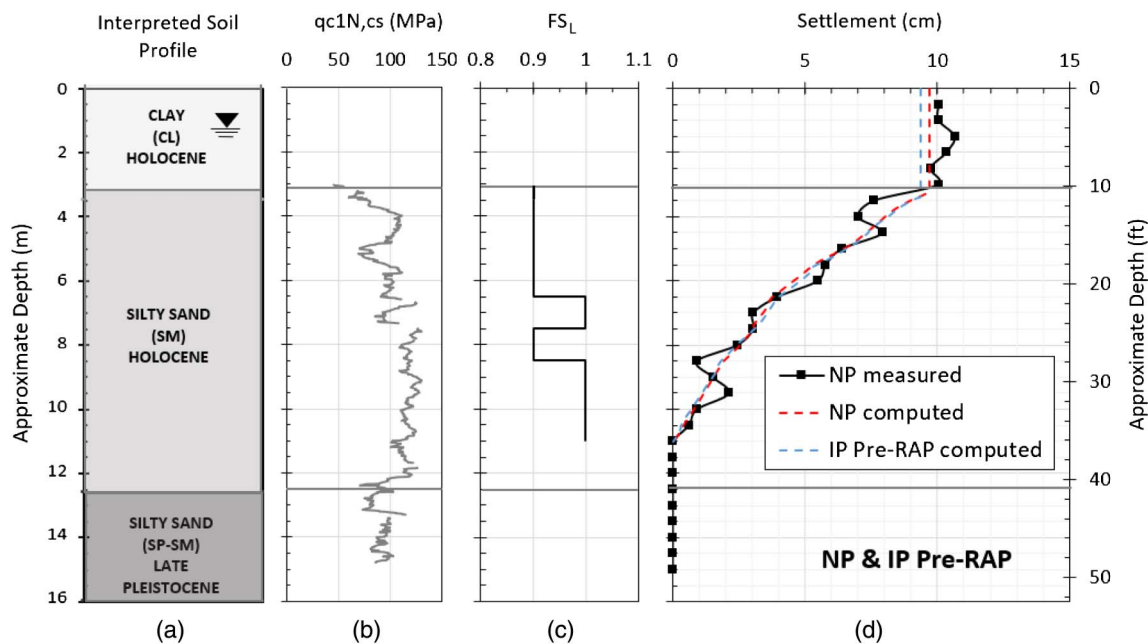 Interpreted Soil
Profile
qc1N,cs (MPa)
FSL
Settlement (cm)
0 50 100 150
0.8 0.9 1 1.1
0 5 10 15
Approximate Depth (m)
0
2
4
6
8
10
12
14
16
CLAY
(CL)
HOLOCENE
SILTY SAND
(SM)
HOLOCENE
SILTY SAND
(SP-SM)
LATE
PLEISTOCENE
0
10
20
30
40
50
Approximate Depth (ft)
NP measured
NP computed
IP Pre-RAP computed
NP & IP Pre-RAP
(a) (b) (c) (d)